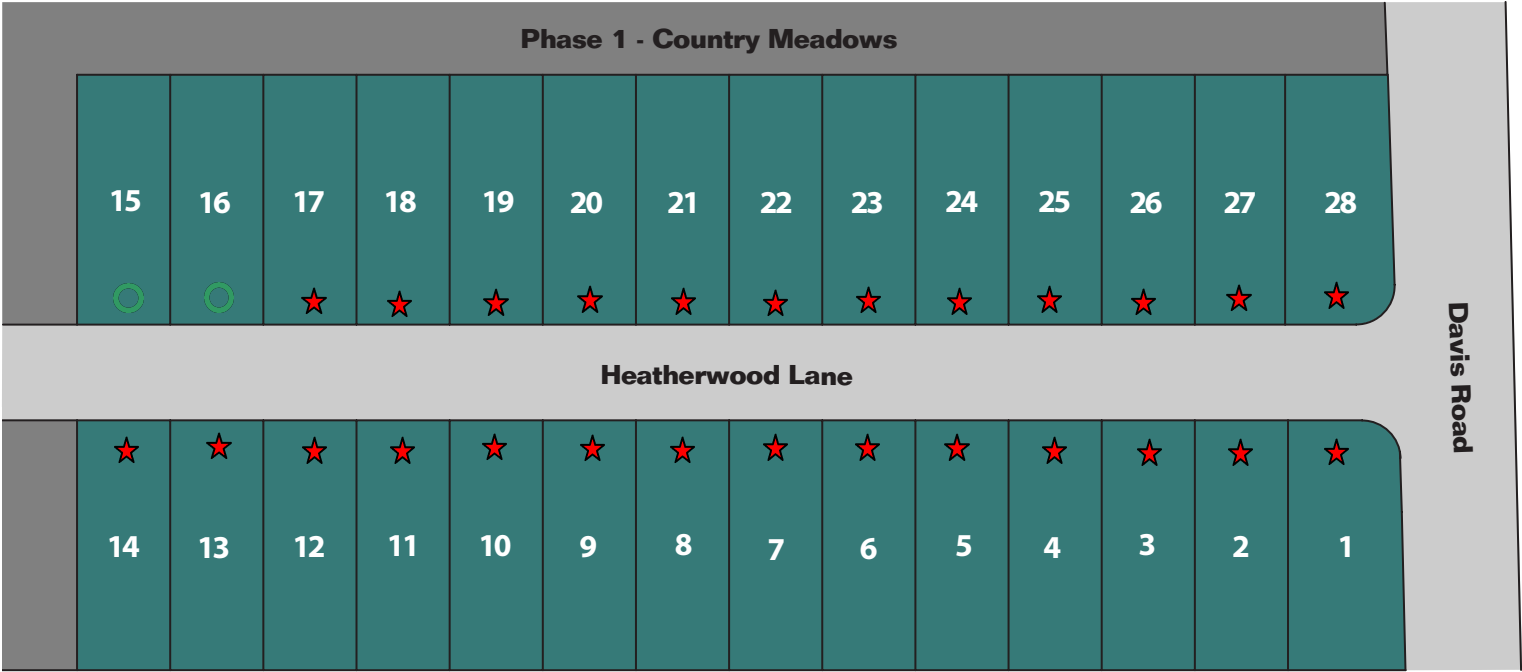 Phase 1 - Country Meadows
15 16 17 18 19 20 21 22 23 24 25 26 27 28
Heatherwood Lane
Davis Road
14 13 12 11 10 9 8 7 6 5 4 3 2 1